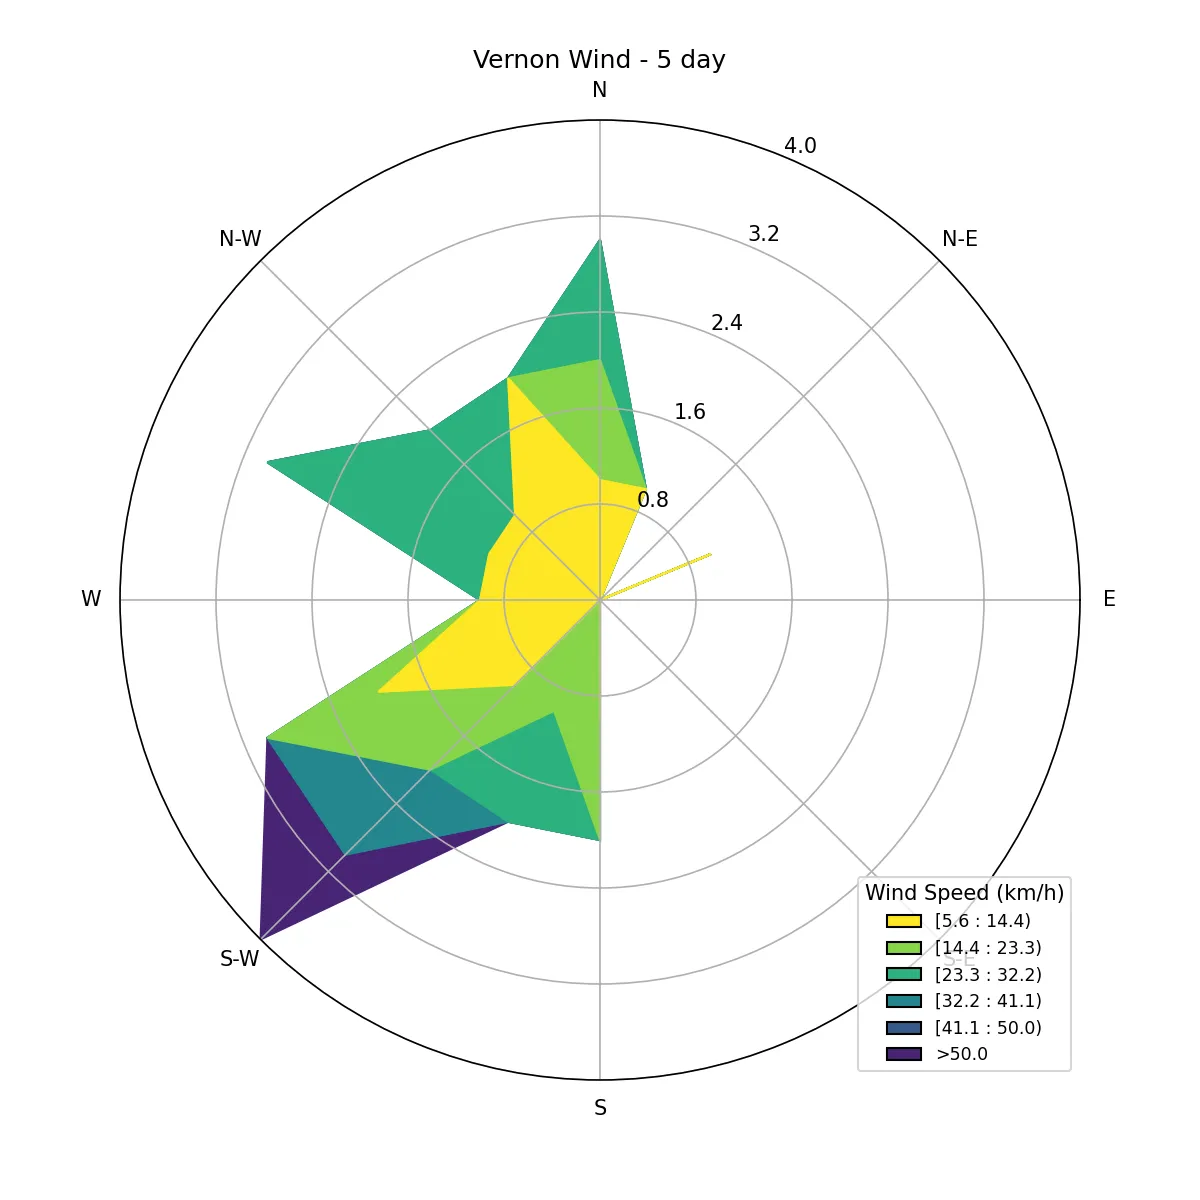 Vernon Wind - 5 day
N
4.0
N-W
3.2
N-E
2.4
1.6
0.8
W
E
S-W
S-E
S
Wind Speed (km/h)
[5.6 : 14.4)
[14.4 : 23.3)
[23.3 : 32.2)
[32.2 : 41.1)
[41.1 : 50.0)
>50.0